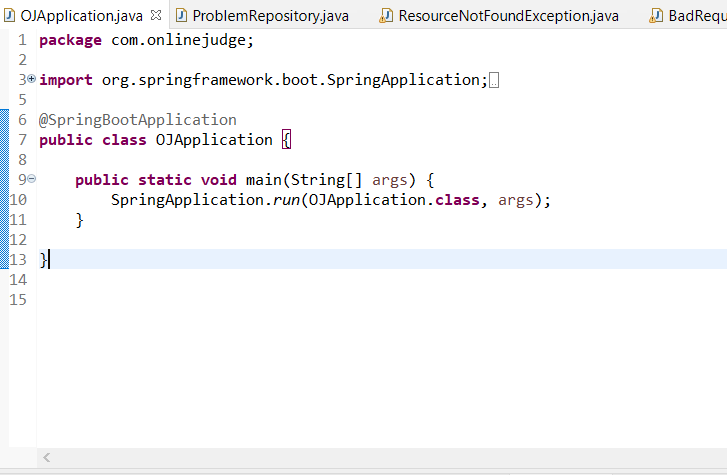 OJApplication.java ProblemRepository.java ResourceNotFoundException.java BadRequ
1 package com.onlinejudge;
2
3 import org.springframework.boot.SpringApplication;
5
6 @SpringBootApplication
7 public class OJApplication {
8
9 public static void main(String[] args) {
10 SpringApplication.run(OJApplication.class, args);
11 }
12
13 }
14
15